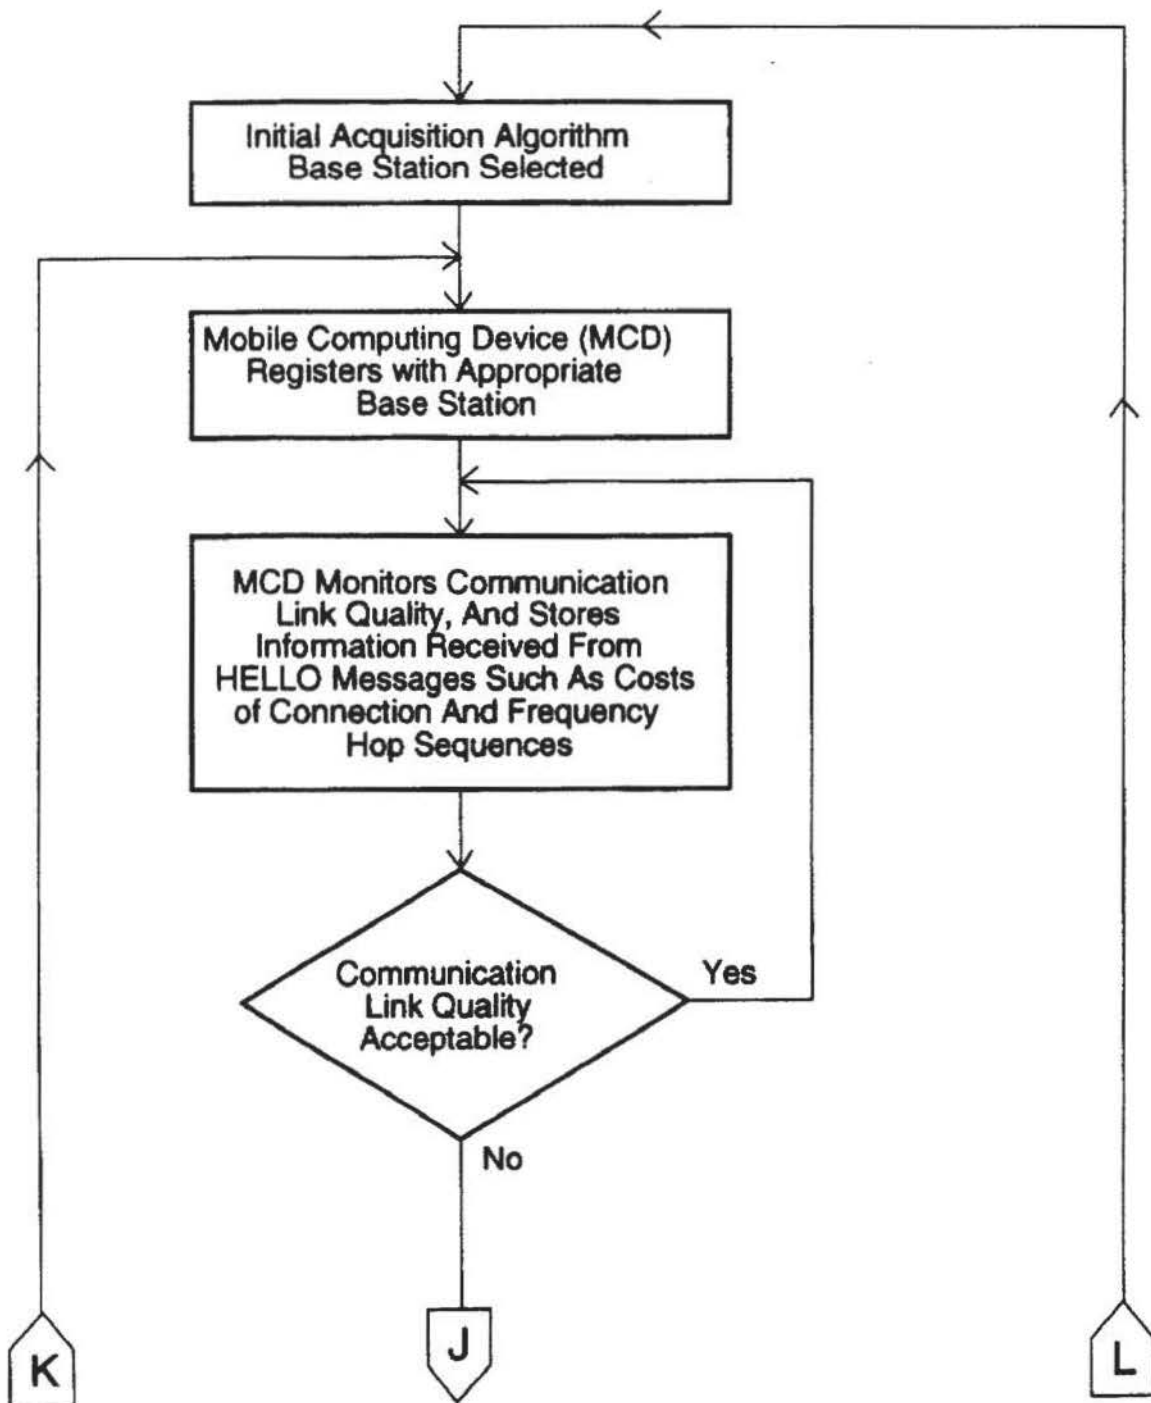 Initial Acquisition Algorithm
Base Station Selected
Mobile Computing Device (MCD)
Registers with Appropriate
Base Station
MCD Monitors Communication
Link Quality, And Stores
Information Received From
HELLO Messages Such As Costs
of Connection And Frequency
Hop Sequences
Communication
Link Quality
Acceptable?
Yes
No
K
J
L